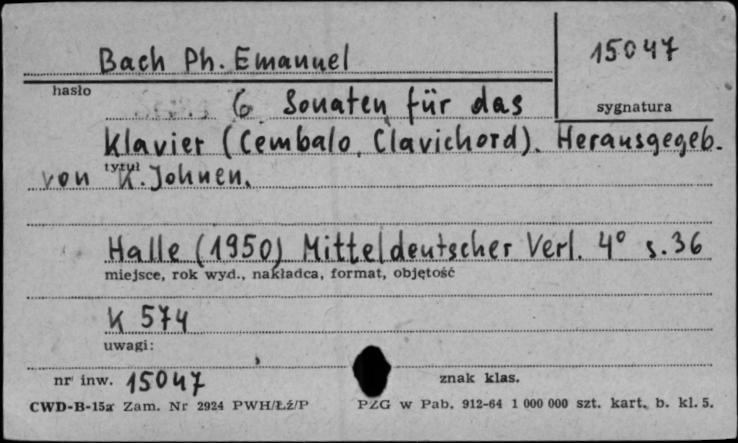 Bach Ph. Emanuel
15047
hasło
6 Sonaten für das
sygnatura
Klavier (Cembalo, Clavichord). Herausgegeb.
tytuł
von K. Johnen.
Halle (1950) Mitteldeutscher Verl. 4° s. 36
miejsce, rok wyd., nakładca, format, objętość
K 574
uwagi:
nr inw. 15047
znak klas.
CWD-B-15a Zam. Nr 2924 PWH/Łź/P
PZG w Pab. 912-64 1 000 000 szt. kart. b. kl. 5.